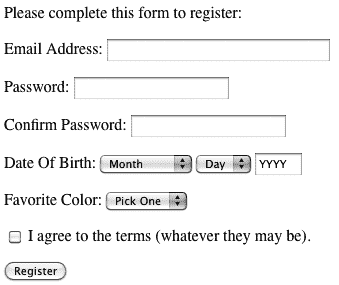 Please complete this form to register:
Email Address:
Password:
Confirm Password:
Date Of Birth: Month Day YYYY
Favorite Color: Pick One
I agree to the terms (whatever they may be).
Register